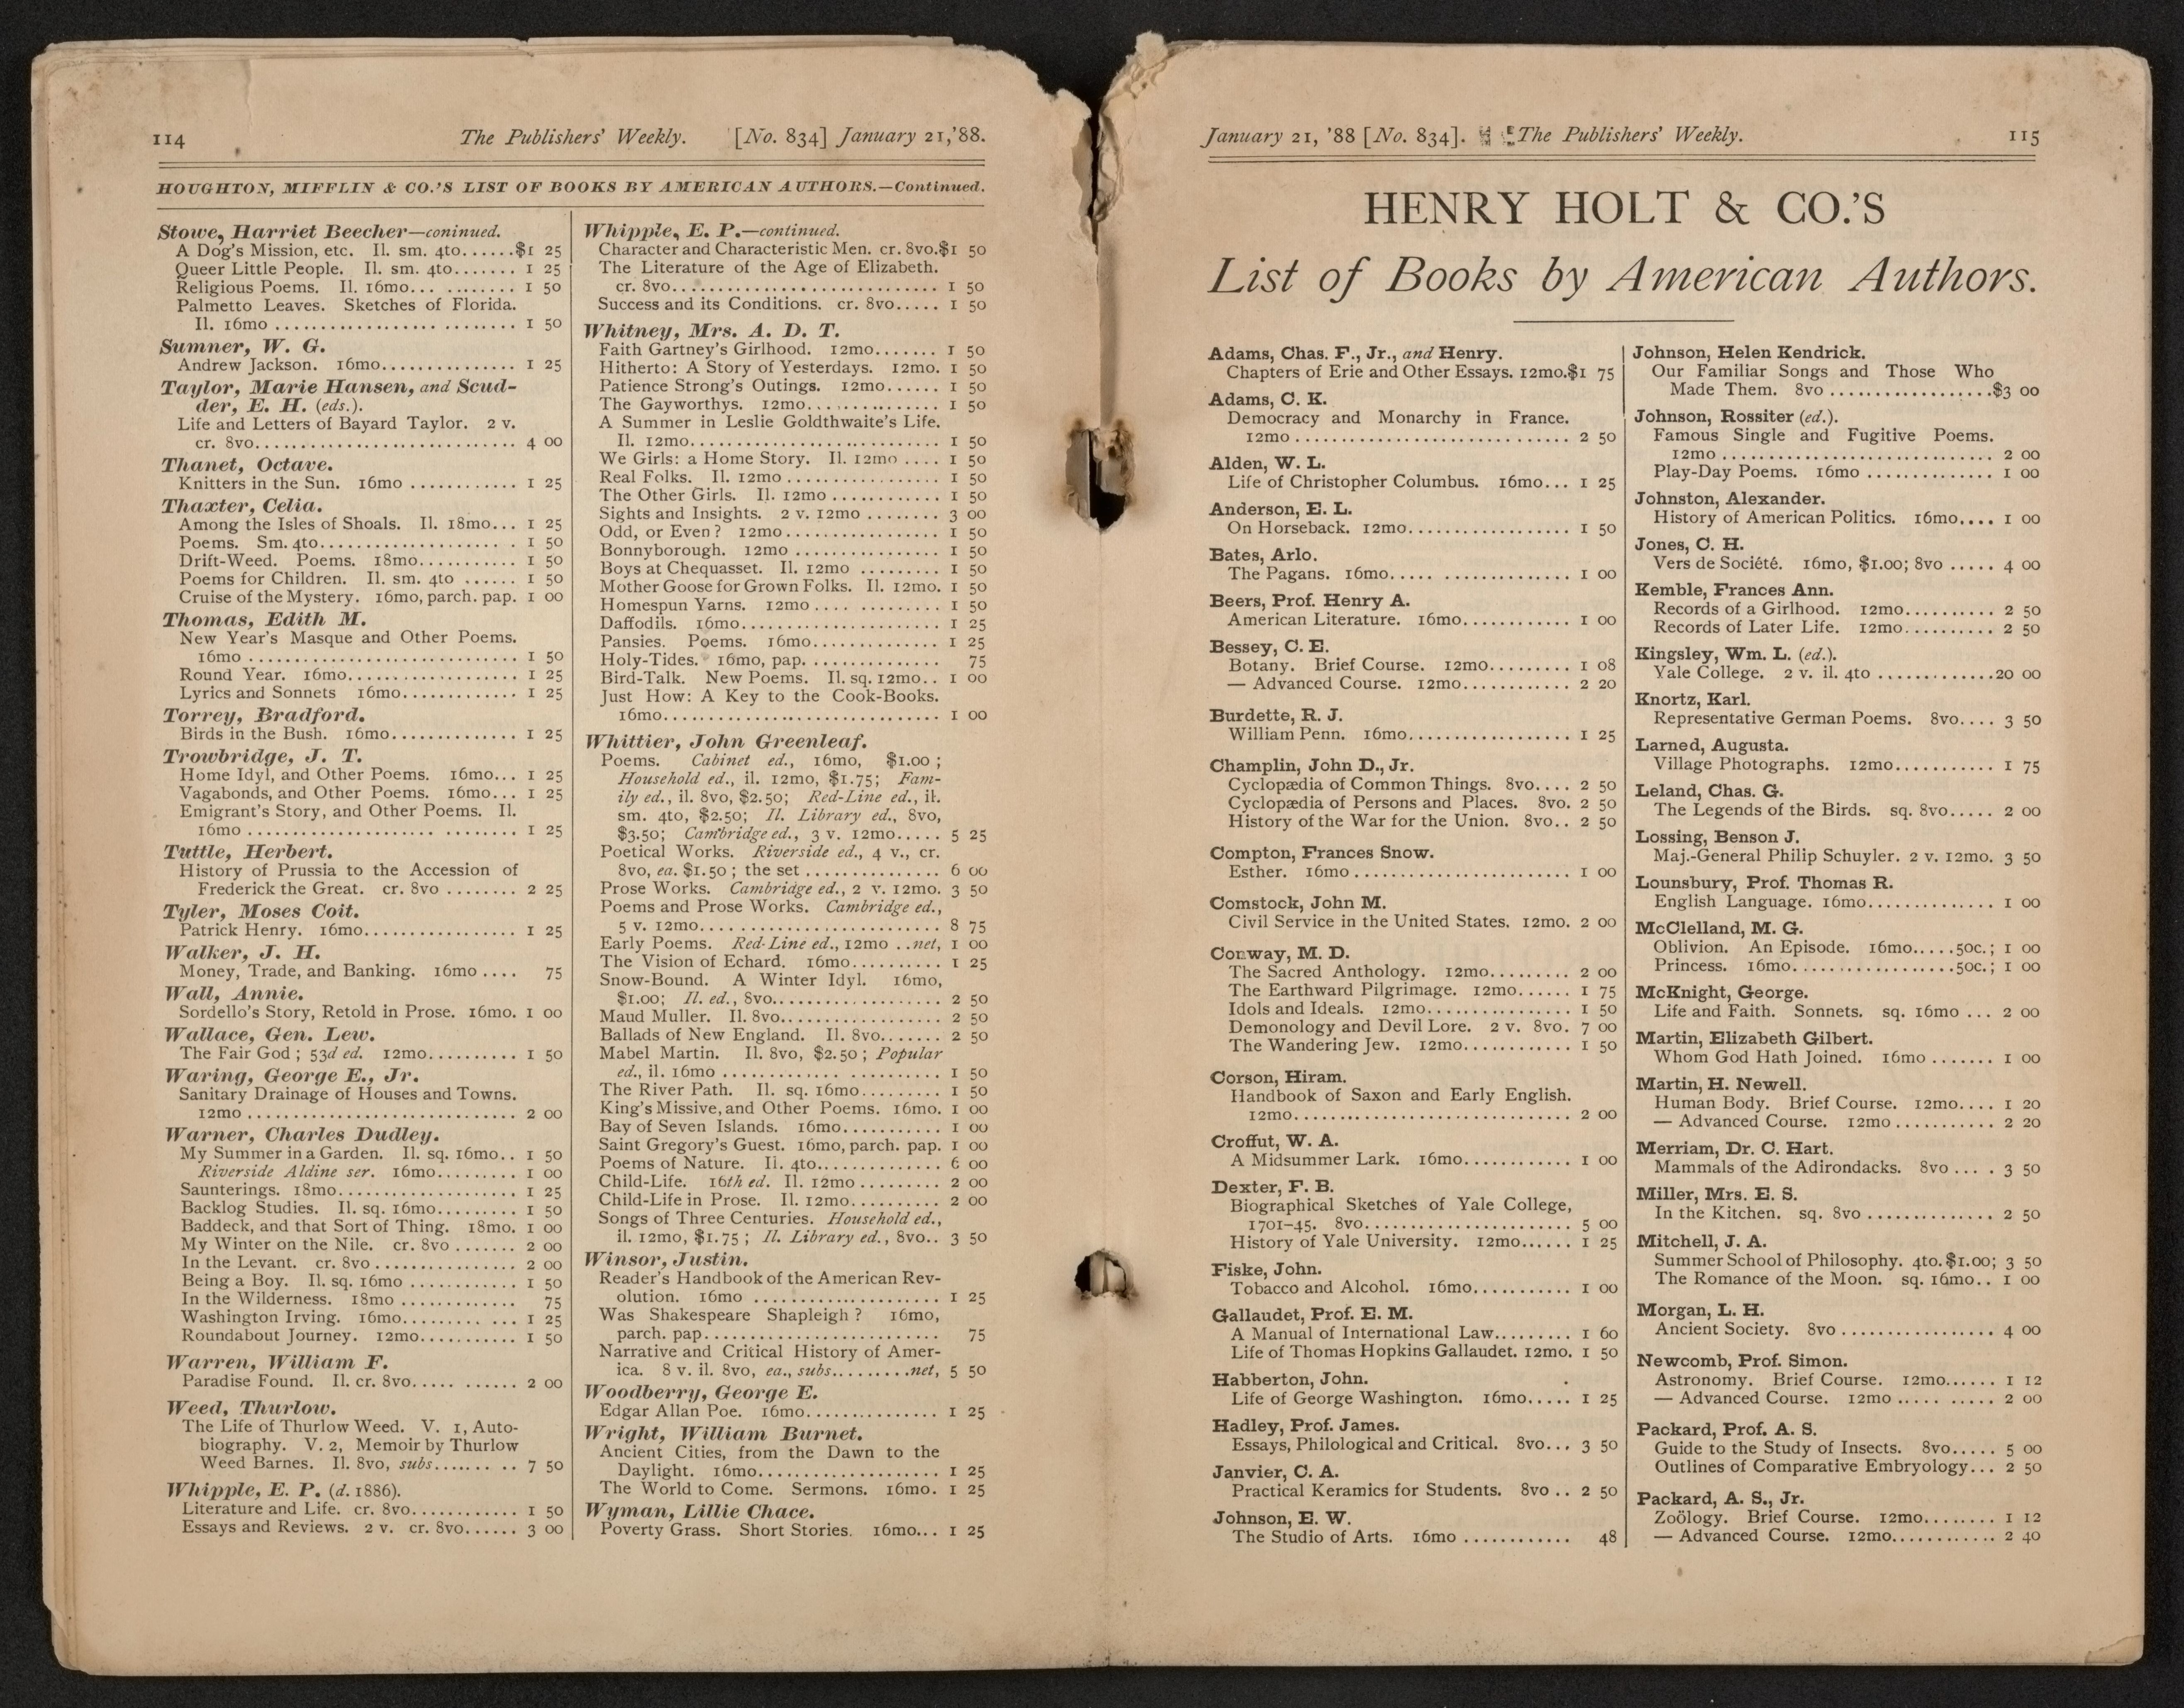 114 The Publishers' Weekly. [No. 834] January 21,'88.
HOUGHTON, MIFFLIN & CO.'S LIST OF BOOKS BY AMERICAN AUTHORS.—Continued.
Stowe, Harriet Beecher—coninued.
A Dog's Mission, etc. Il. sm. 4to......$1 25
Queer Little People. Il. sm. 4to....... 1 25
Religious Poems. Il. 16mo... ........ 1 50
Palmetto Leaves. Sketches of Florida.
Il. 16mo .................. ........ 1 50
Sumner, W. G.
Andrew Jackson. 16mo............... 1 25
Taylor, Marie Hansen, and Scud-
der, E. H. (eds.).
Life and Letters of Bayard Taylor. 2 v.
cr. 8vo............................. 4 00
Thanet, Octave.
Knitters in the Sun. 16mo ............ 1 25
Thaxter, Celia.
Among the Isles of Shoals. Il. 18mo... 1 25
Poems. Sm. 4to...................... 1 50
Drift-Weed. Poems. 18mo........... 1 50
Poems for Children. Il. sm. 4to ...... 1 50
Cruise of the Mystery. 16mo, parch. pap. 1 00
Thomas, Edith M.
New Year's Masque and Other Poems.
16mo .............................. 1 50
Round Year. 16mo................... 1 25
Lyrics and Sonnets 16mo............. 1 25
Torrey, Bradford.
Birds in the Bush. 16mo.............. 1 25
Trowbridge, J. T.
Home Idyl, and Other Poems. 16mo... 1 25
Vagabonds, and Other Poems. 16mo... 1 25
Emigrant's Story, and Other Poems. Il.
16mo .................... ........ 1 25
Tuttle, Herbert.
History of Prussia to the Accession of
Frederick the Great. cr. 8vo ........ 2 25
Tyler, Moses Coit.
Patrick Henry. 16mo................. 1 25
Walker, J. H.
Money, Trade, and Banking. 16mo .... 75
Wall, Annie.
Sordello's Story, Retold in Prose. 16mo. 1 00
Wallace, Gen. Lew.
The Fair God ; 53d ed. 12mo.......... 1 50
Waring, George E., Jr.
Sanitary Drainage of Houses and Towns.
12mo .............................. 2 00
Warner, Charles Dudley.
My Summer in a Garden. Il. sq. 16mo.. 1 50
Riverside Aldine ser. 16mo......... 1 00
Saunterings. 18mo................... 1 25
Backlog Studies. Il. sq. 16mo......... 1 50
Baddeck, and that Sort of Thing. 18mo. 1 00
My Winter on the Nile. cr. 8vo ....... 2 00
In the Levant. cr. 8vo ................ 2 00
Being a Boy. Il. sq. 16mo ............ 1 50
In the Wilderness. 18mo ............. 75
Washington Irving. 16mo......... ... 1 25
Roundabout Journey. 12mo........... 1 50
Warren, William F.
Paradise Found. Il. cr. 8vo..... ...... 2 00
Weed, Thurlow.
The Life of Thurlow Weed. V. 1, Auto-
biography. V. 2, Memoir by Thurlow
Weed Barnes. Il. 8vo, subs....... .. 7 50
Whipple, E. P. (d. 1886).
Literature and Life. cr. 8vo............ 1 50
Essays and Reviews. 2 v. cr. 8vo...... 3 00
Whipple, E. P.—continued.
Character and Characteristic Men. cr. 8vo.$1 50
The Literature of the Age of Elizabeth.
cr. 8vo............................. 1 50
Success and its Conditions. cr. 8vo..... 1 50
Whitney, Mrs. A. D. T.
Faith Gartney's Girlhood. 12mo....... 1 50
Hitherto: A Story of Yesterdays. 12mo. 1 50
Patience Strong's Outings. 12mo...... 1 50
The Gayworthys. 12mo............... 1 50
A Summer in Leslie Goldthwaite's Life.
Il. 12mo............................ 1 50
We Girls: a Home Story. Il. 12mo .... 1 50
Real Folks. Il. 12mo ................. 1 50
The Other Girls. Il. 12mo ............ 1 50
Sights and Insights. 2 v. 12mo ........ 3 00
Odd, or Even ? 12mo................. 1 50
Bonnyborough. 12mo ................ 1 50
Boys at Chequasset. Il. 12mo ......... 1 50
Mother Goose for Grown Folks. Il. 12mo. 1 50
Homespun Yarns. 12mo .... .......... 1 50
Daffodils. 16mo...................... 1 25
Pansies. Poems. 16mo.............. 1 25
Holy-Tides. 16mo, pap. .............. 75
Bird-Talk. New Poems. Il. sq. 12mo.. 1 00
Just How: A Key to the Cook-Books.
16mo.............................. 1 00
Whittier, John Greenleaf.
Poems. Cabinet ed., 16mo, $1.00 ;
Household ed., il. 12mo, $1.75; Fam-
ily ed., il. 8vo, $2.50; Red-Line ed., il.
sm. 4to, $2.50; Il. Library ed., 8vo,
$3.50; Cambridge ed., 3 v. 12mo..... 5 25
Poetical Works. Riverside ed., 4 v., cr.
8vo, ea. $1.50 ; the set ............... 6 00
Prose Works. Cambridge ed., 2 v. 12mo. 3 50
Poems and Prose Works. Cambridge ed.,
5 v. 12mo.......................... 8 75
Early Poems. Red-Line ed., 12mo ..net, 1 00
The Vision of Echard. 16mo.......... 1 25
Snow-Bound. A Winter Idyl. 16mo,
$1.00; Il. ed., 8vo................... 2 50
Maud Muller. Il. 8vo.................. 2 50
Ballads of New England. Il. 8vo....... 2 50
Mabel Martin. Il. 8vo, $2.50 ; Popular
ed., il. 16mo ............. .......... 1 50
The River Path. Il. sq. 16mo......... 1 50
King's Missive, and Other Poems. 16mo. 1 00
Bay of Seven Islands. 16mo........... 1 00
Saint Gregory's Guest. 16mo, parch. pap. 1 00
Poems of Nature. Il. 4to.............. 6 00
Child-Life. 16th ed. Il. 12mo ......... 2 00
Child-Life in Prose. Il. 12mo.......... 2 00
Songs of Three Centuries. Household ed.,
il. 12mo, $1.75 ; Il. Library ed., 8vo.. 3 50
Winsor, Justin.
Reader's Handbook of the American Rev-
olution. 16mo ..................... 1 25
Was Shakespeare Shapleigh ? 16mo,
parch. pap.......................... 75
Narrative and Critical History of Amer-
ica. 8 v. il. 8vo, ea., subs.........net, 5 50
Woodberry, George E.
Edgar Allan Poe. 16mo............... 1 25
Wright, William Burnet.
Ancient Cities, from the Dawn to the
Daylight. 16mo.................... 1 25
The World to Come. Sermons. 16mo. 1 25
Wyman, Lillie Chace.
Poverty Grass. Short Stories. 16mo... 1 25
January 21, '88 [No. 834]. The Publishers' Weekly. 115
HENRY HOLT & CO.'S
List of Books by American Authors.
Adams, Chas. F., Jr., and Henry.
Chapters of Erie and Other Essays. 12mo.$1 75
Adams, C. K.
Democracy and Monarchy in France.
12mo .............................. 2 50
Alden, W. L.
Life of Christopher Columbus. 16mo... 1 25
Anderson, E. L.
On Horseback. 12mo................. 1 50
Bates, Arlo.
The Pagans. 16mo..... .............. 1 00
Beers, Prof. Henry A.
American Literature. 16mo........... 1 00
Bessey, C. E.
Botany. Brief Course. 12mo......... 1 08
— Advanced Course. 12mo............ 2 20
Burdette, R. J.
William Penn. 16mo................. 1 25
Champlin, John D., Jr.
Cyclopædia of Common Things. 8vo.... 2 50
Cyclopædia of Persons and Places. 8vo. 2 50
History of the War for the Union. 8vo.. 2 50
Compton, Frances Snow.
Esther. 16mo ........................ 1 00
Comstock, John M.
Civil Service in the United States. 12mo. 2 00
Conway, M. D.
The Sacred Anthology. 12mo......... 2 00
The Earthward Pilgrimage. 12mo...... 1 75
Idols and Ideals. 12mo............... 1 50
Demonology and Devil Lore. 2 v. 8vo. 7 00
The Wandering Jew. 12mo............ 1 50
Corson, Hiram.
Handbook of Saxon and Early English.
12mo.............................. 2 00
Croffut, W. A.
A Midsummer Lark. 16mo............ 1 00
Dexter, F. B.
Biographical Sketches of Yale College,
1701–45. 8vo....................... 5 00
History of Yale University. 12mo...... 1 25
Fiske, John.
Tobacco and Alcohol. 16mo........... 1 00
Gallaudet, Prof. E. M.
A Manual of International Law......... 1 60
Life of Thomas Hopkins Gallaudet. 12mo. 1 50
Habberton, John.
Life of George Washington. 16mo..... 1 25
Hadley, Prof. James.
Essays, Philological and Critical. 8vo... 3 50
Janvier, C. A.
Practical Keramics for Students. 8vo .. 2 50
Johnson, E. W.
The Studio of Arts. 16mo ............ 48
Johnson, Helen Kendrick.
Our Familiar Songs and Those Who
Made Them. 8vo ..................$3 00
Johnson, Rossiter (ed.).
Famous Single and Fugitive Poems.
12mo .............................. 2 00
Play-Day Poems. 16mo .............. 1 00
Johnston, Alexander.
History of American Politics. 16mo.... 1 00
Jones, C. H.
Vers de Société. 16mo, $1.00; 8vo ..... 4 00
Kemble, Frances Ann.
Records of a Girlhood. 12mo.......... 2 50
Records of Later Life. 12mo.......... 2 50
Kingsley, Wm. L. (ed.).
Yale College. 2 v. il. 4to .............20 00
Knortz, Karl.
Representative German Poems. 8vo.... 3 50
Larned, Augusta.
Village Photographs. 12mo........... 1 75
Leland, Chas. G.
The Legends of the Birds. sq. 8vo..... 2 00
Lossing, Benson J.
Maj.-General Philip Schuyler. 2 v. 12mo. 3 50
Lounsbury, Prof. Thomas R.
English Language. 16mo.............. 1 00
McClelland, M. G.
Oblivion. An Episode. 16mo.....50c.; 1 00
Princess. 16mo..................50c.; 1 00
McKnight, George.
Life and Faith. Sonnets. sq. 16mo ... 2 00
Martin, Elizabeth Gilbert.
Whom God Hath Joined. 16mo ....... 1 00
Martin, H. Newell.
Human Body. Brief Course. 12mo.... 1 20
— Advanced Course. 12mo ........... 2 20
Merriam, Dr. C. Hart.
Mammals of the Adirondacks. 8vo .... 3 50
Miller, Mrs. E. S.
In the Kitchen. sq. 8vo .............. 2 50
Mitchell, J. A.
Summer School of Philosophy. 4to. $1.00; 3 50
The Romance of the Moon. sq. 16mo.. 1 00
Morgan, L. H.
Ancient Society. 8vo ................. 4 00
Newcomb, Prof. Simon.
Astronomy. Brief Course. 12mo...... 1 12
— Advanced Course. 12mo ..... ..... 2 00
Packard, Prof. A. S.
Guide to the Study of Insects. 8vo..... 5 00
Outlines of Comparative Embryology... 2 50
Packard, A. S., Jr.
Zoölogy. Brief Course. 12mo........ 1 12
— Advanced Course. 12mo............ 2 40